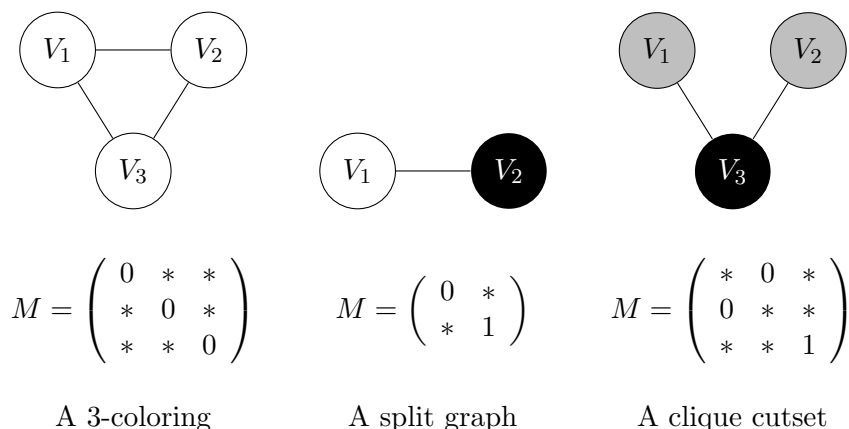 V₁ V₂ V₁ V₂
V₃ V₁ V₂ V₃
M = ( 0 * * ) M = ( 0 * ) M = ( * 0 * )
( * 0 * ) ( * 1 ) ( 0 * * )
( * * 0 ) ( * * 1 )
A 3-coloring A split graph A clique cutset